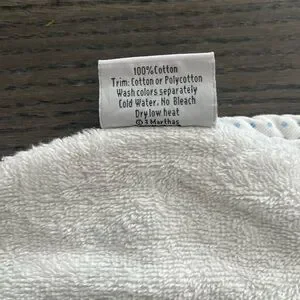 100%Cotton
Trim: Cotton or Polycotton
Wash colors separately
Cold Water, No Bleach
Dry low heat
© 3 Marthas